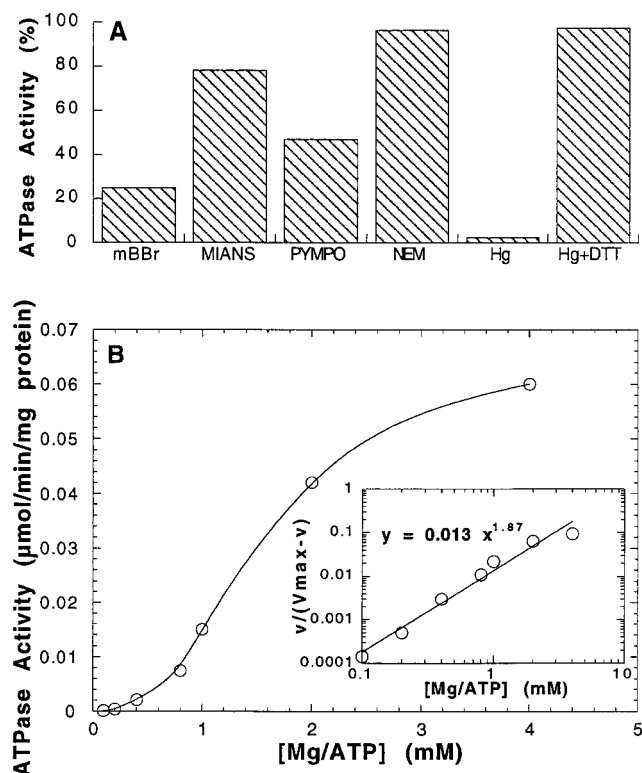 A
ATPase Activity (%)
100
80
60
40
20
0
mBBr MIANS PYMPO NEM Hg Hg+DTT
B
ATPase Activity (µmol/min/mg protein)
0.07
0.06
0.05
0.04
0.03
0.02
0.01
0
0 1 2 3 4 5
[Mg/ATP] (mM)
v/(Vmax-v)
1
0.1
0.01
0.001
0.0001
y = 0.013 x^1.87
0.1 1 10
[Mg/ATP] (mM)